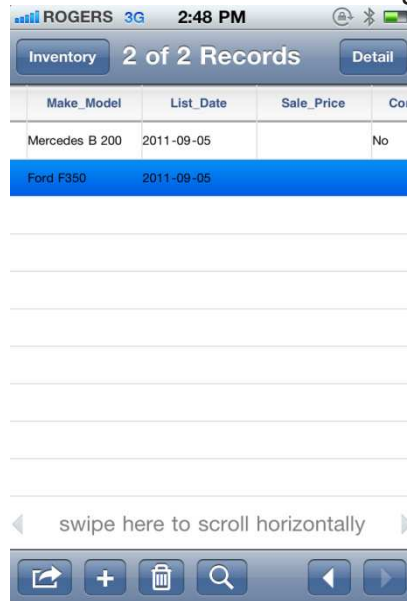 ROGERS 3G 2:48 PM
Inventory 2 of 2 Records Detail
Make_Model List_Date Sale_Price
Mercedes B 200 2011-09-05 No
Ford F350 2011-09-05
swipe here to scroll horizontally